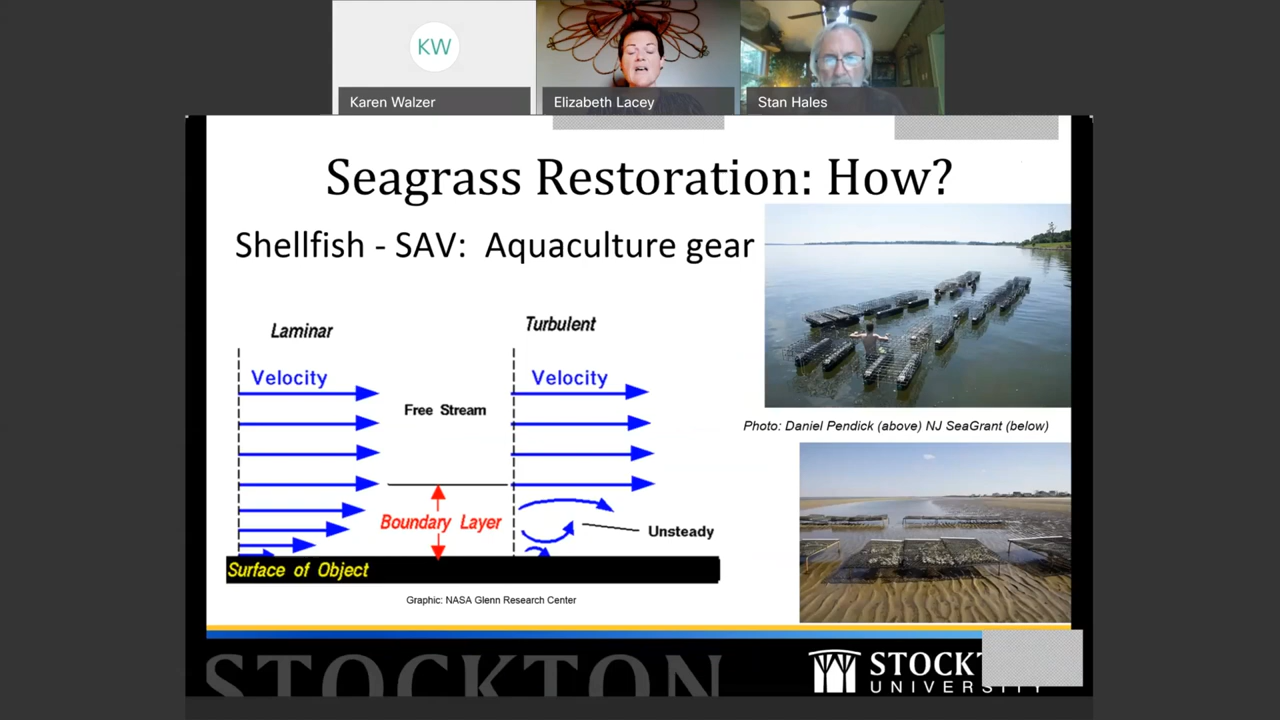 KW
Karen Walzer
Elizabeth Lacey
Stan Hales
Seagrass Restoration: How?
Shellfish - SAV: Aquaculture gear
Laminar
Turbulent
Velocity
Velocity
Free Stream
Boundary Layer
Unsteady
Surface of Object
Graphic: NASA Glenn Research Center
Photo: Daniel Pendick (above) NJ SeaGrant (below)
STOCKTON
STOCKT
UNIVERSITY